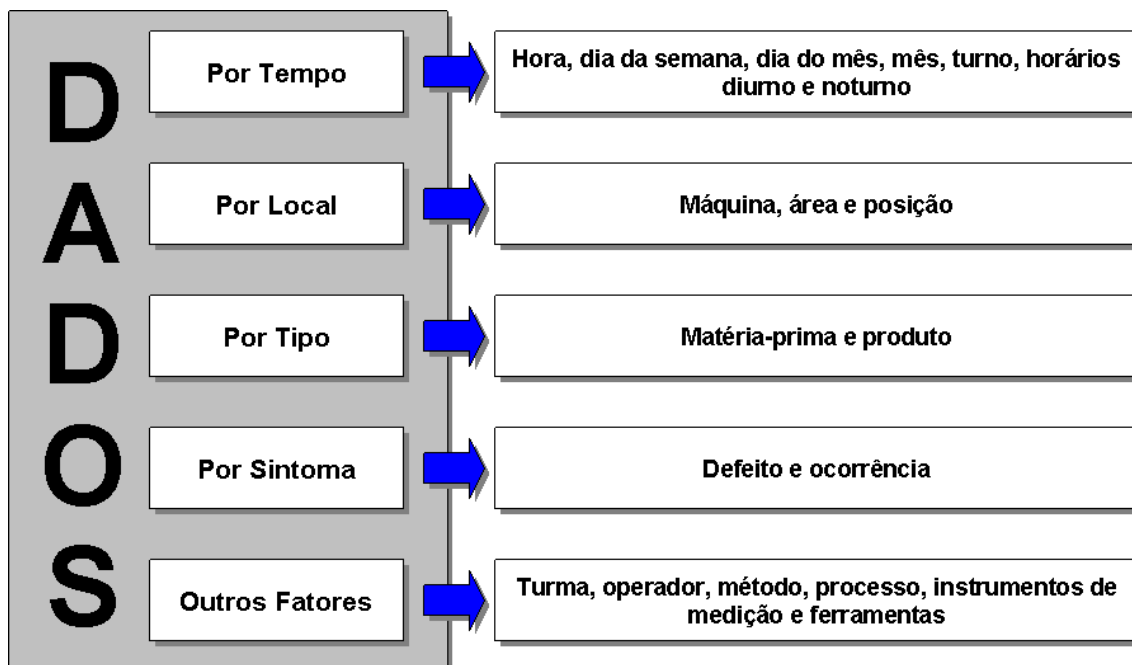 DADOS
Por Tempo
Hora, dia da semana, dia do mês, mês, turno, horários
diurno e noturno
Por Local
Máquina, área e posição
Por Tipo
Matéria-prima e produto
Por Sintoma
Defeito e ocorrência
Outros Fatores
Turma, operador, método, processo, instrumentos de
medição e ferramentas